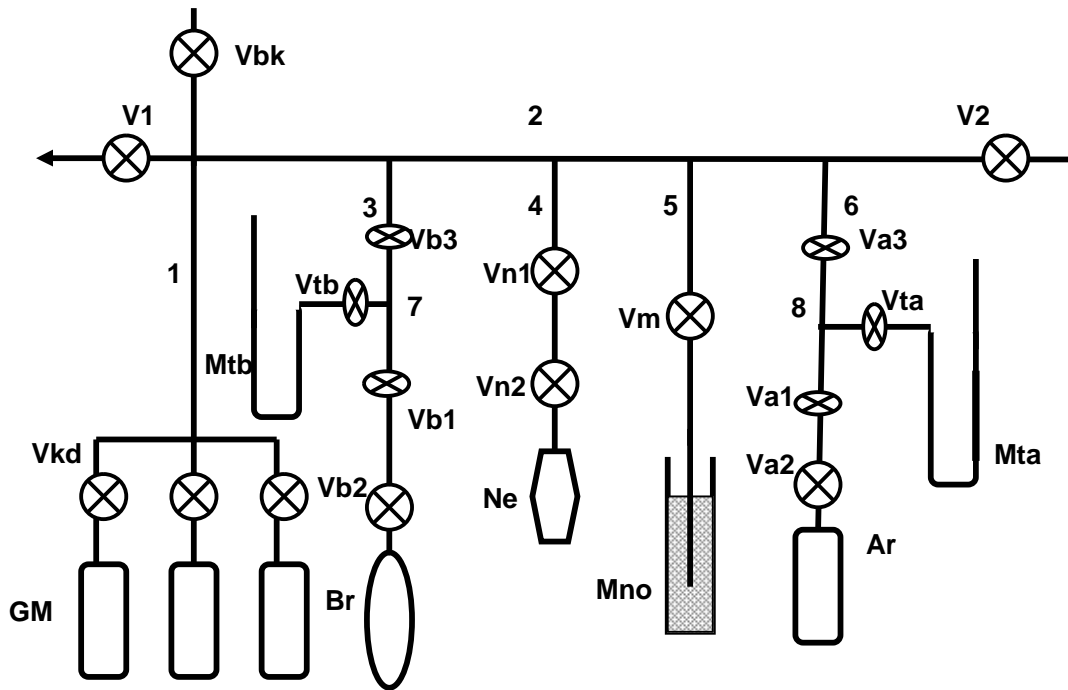 Vbk
V1
2
V2
3
4
5
6
Vb3
Va3
1
Vn1
Vtb
7
Vm
8
Vta
Mtb
Vn2
Va1
Vb1
Vkd
Vb2
Va2
Mta
Ne
Ar
GM
Br
Mno